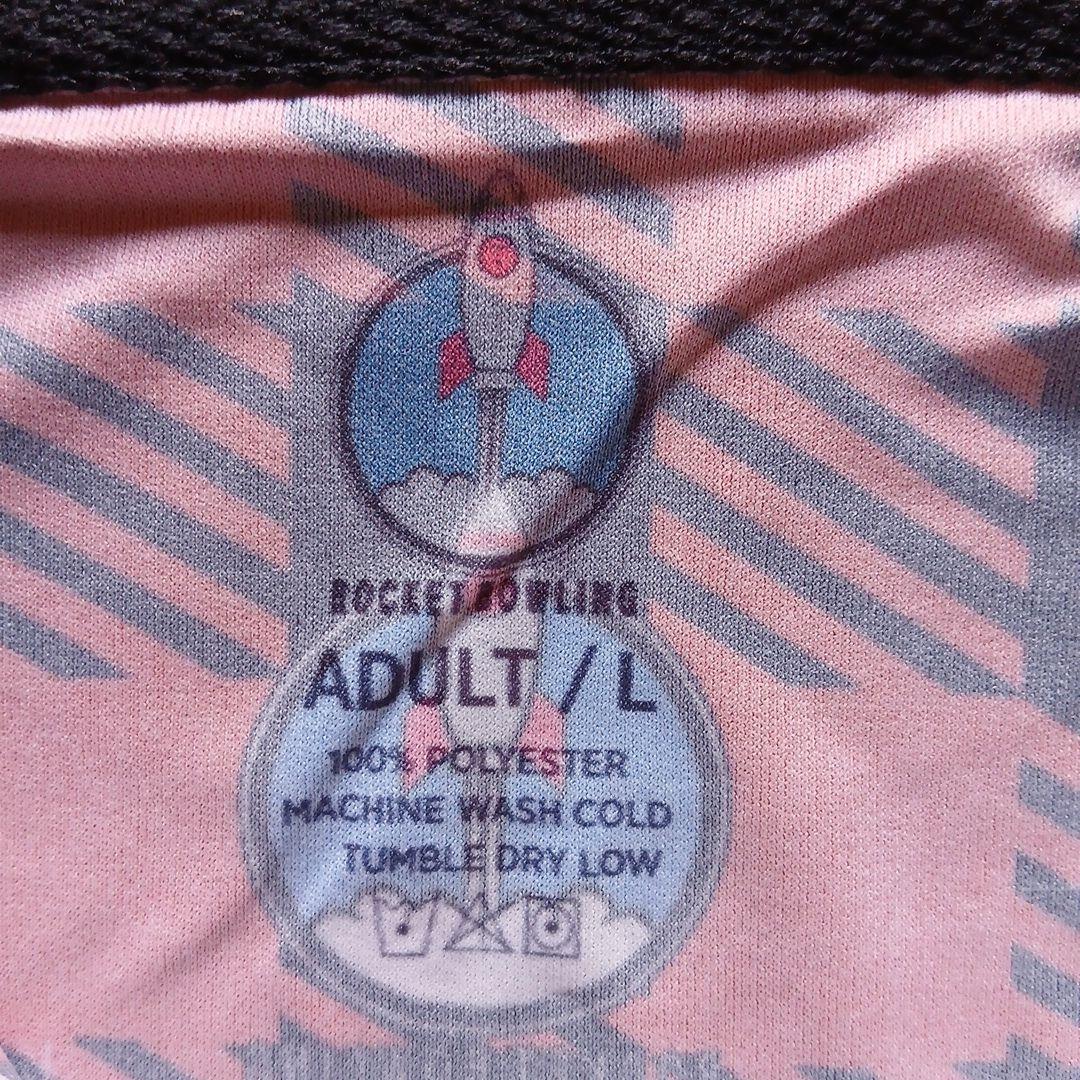 ROCKET BOWLING
ADULT / L
100% POLYESTER
MACHINE WASH COLD
TUMBLE DRY LOW